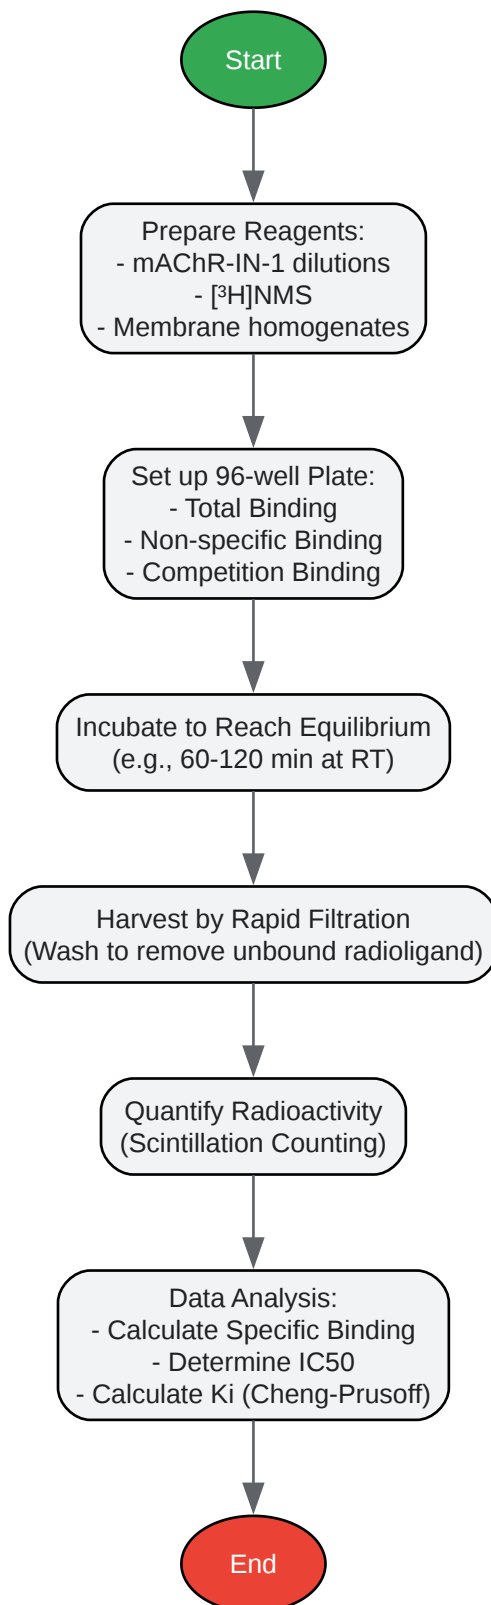 Start
Prepare Reagents:
- mAChR-IN-1 dilutions
- [³H]NMS
- Membrane homogenates
Set up 96-well Plate:
- Total Binding
- Non-specific Binding
- Competition Binding
Incubate to Reach Equilibrium
(e.g., 60-120 min at RT)
Harvest by Rapid Filtration
(Wash to remove unbound radioligand)
Quantify Radioactivity
(Scintillation Counting)
Data Analysis:
- Calculate Specific Binding
- Determine IC50
- Calculate Ki (Cheng-Prusoff)
End